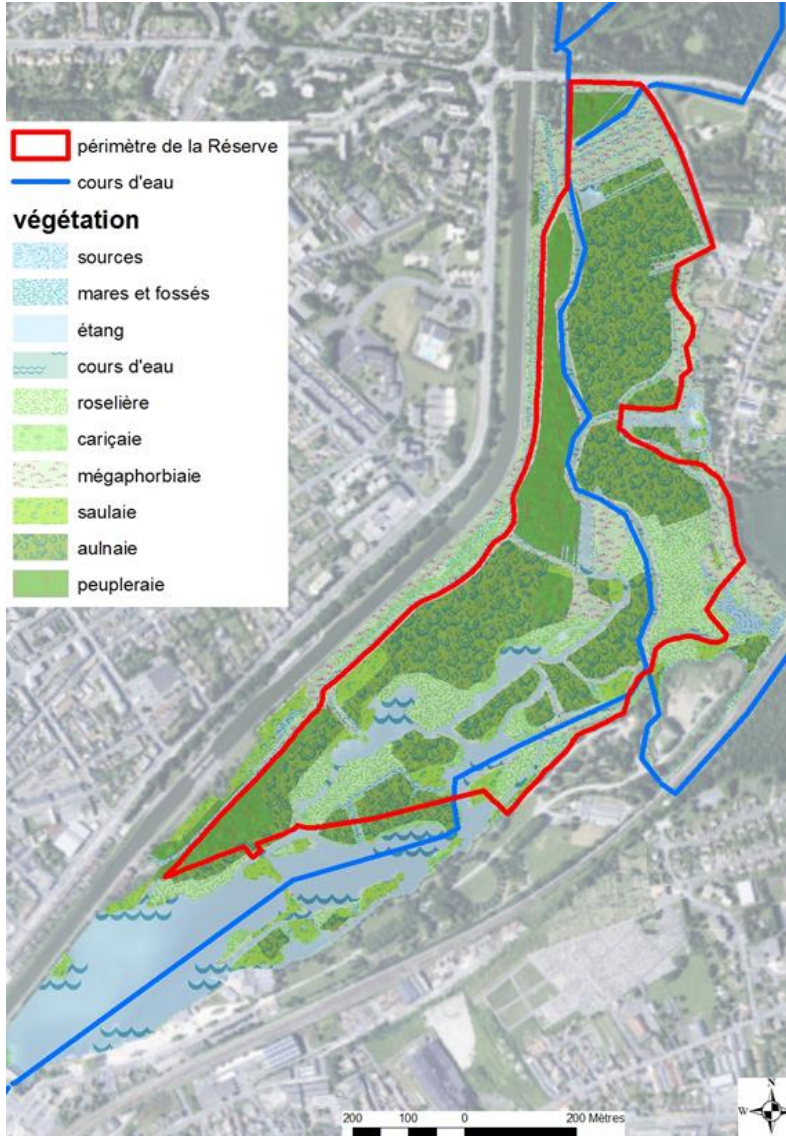 périmètre de la Réserve
cours d'eau
végétation
sources
mares et fossés
étang
cours d'eau
roselière
cariçaie
mégaphorbiaie
saulaie
aulnaie
peupleraie
200 100 0 200 Mètres
N
W E
S